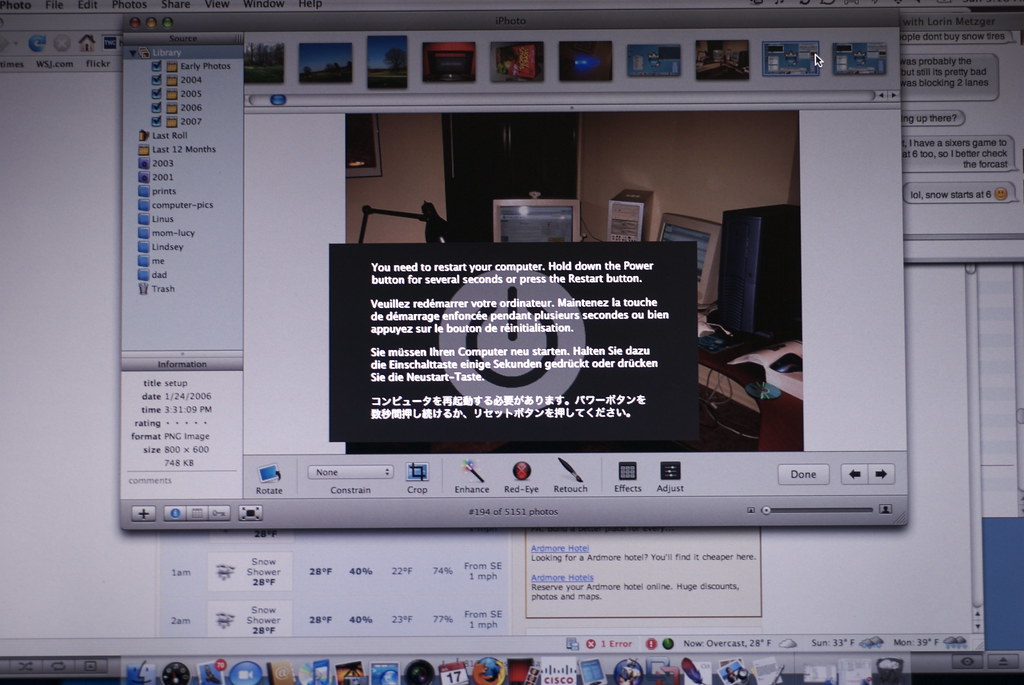 Photo File Edit Photos Share View Window Help
iPhoto
with Lorin Metzger
imes WSJ.com flickr
Source
Library
Early Photos
2004
2005
2006
2007
Last Roll
Last 12 Months
2003
2001
prints
computer-pics
Linus
mom-lucy
Lindsey
me
dad
Trash
ople dont buy snow tires
was probably the
but still its pretty bad
was blocking 2 lanes
ng up there?
t, I have a sixers game to
at 6 too, so I better check
the forcast
lol, snow starts at 6
You need to restart your computer. Hold down the Power
button for several seconds or press the Restart button.
Veuillez redémarrer votre ordinateur. Maintenez la touche
de démarrage enfoncée pendant plusieurs secondes ou bien
appuyez sur le bouton de réinitialisation.
Sie müssen Ihren Computer neu starten. Halten Sie dazu
die Einschalttaste einige Sekunden gedrückt oder drücken
Sie die Neustart-Taste.
コンピュータを再起動する必要があります。パワーボタンを
数秒間押し続けるか、リセットボタンを押してください。
Information
title setup
date 1/24/2006
time 3:31:09 PM
rating
format PNG Image
size 800 × 600
748 KB
comments
Rotate
None
Constrain
Crop
Enhance
Red-Eye
Retouch
Effects
Adjust
Done
#194 of 5151 photos
28°F
1am Snow Shower 28°F 28°F 40% 22°F 74% From SE 1 mph
2am Snow Shower 28°F 28°F 40% 23°F 77% From SE 1 mph
Ardmore Hotel
Looking for a Ardmore hotel? You'll find it cheaper here.
Ardmore Hotels
Reserve your Ardmore hotel online. Huge discounts,
photos and maps.
1 Error Now: Overcast, 28° F Sun: 33° F Mon: 39° F
17
CISCO